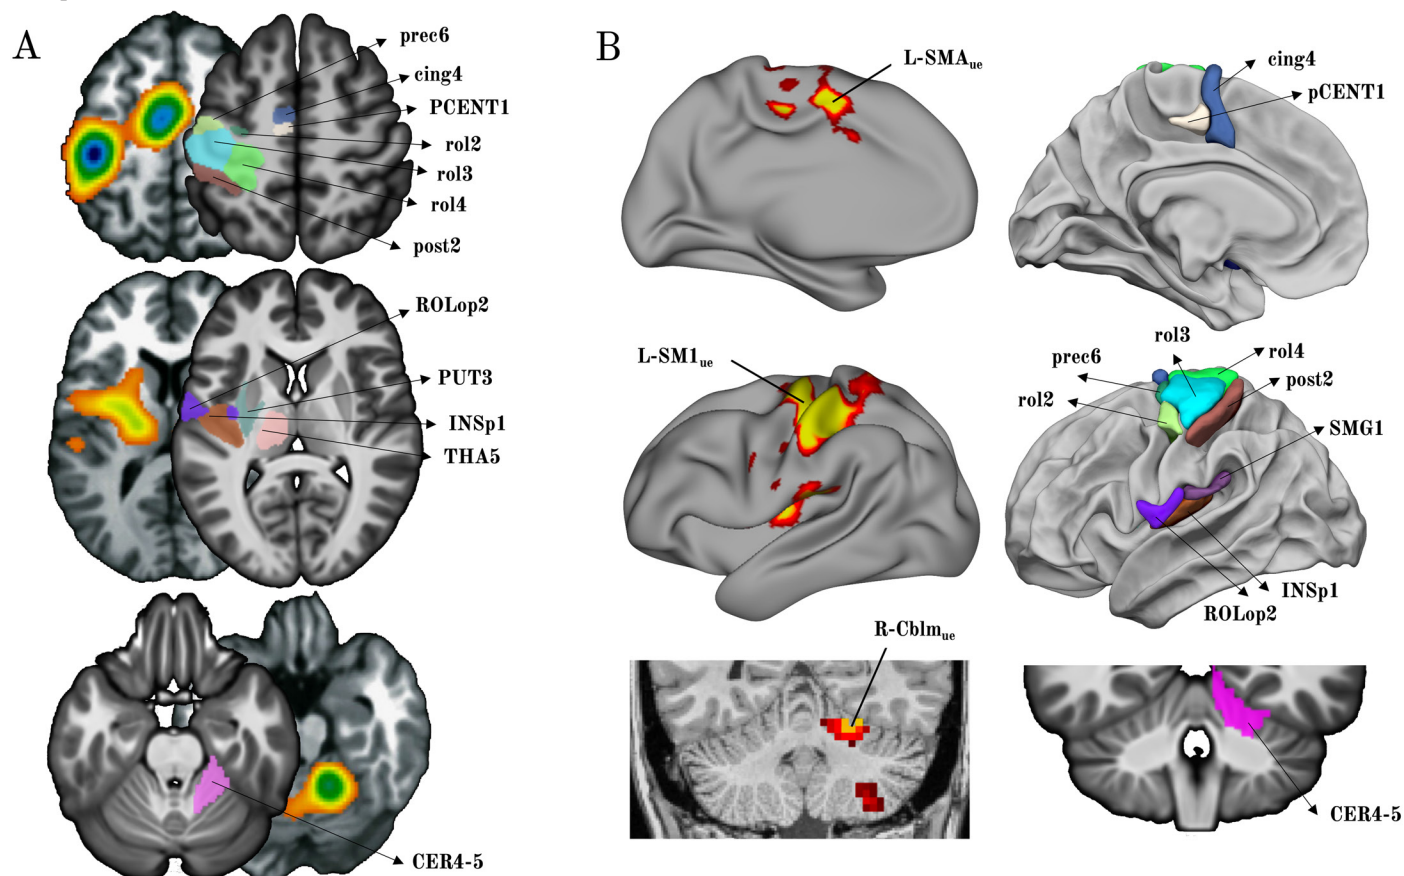 A
prec6
cing4
PCENT1
rol2
rol3
rol4
post2
ROLop2
PUT3
INSp1
THA5
CER4-5
B
L-SMAue
cing4
pCENT1
L-SM1ue
rol3
prec6
rol4
post2
rol2
SMG1
INSp1
ROLop2
R-Cblmue
CER4-5